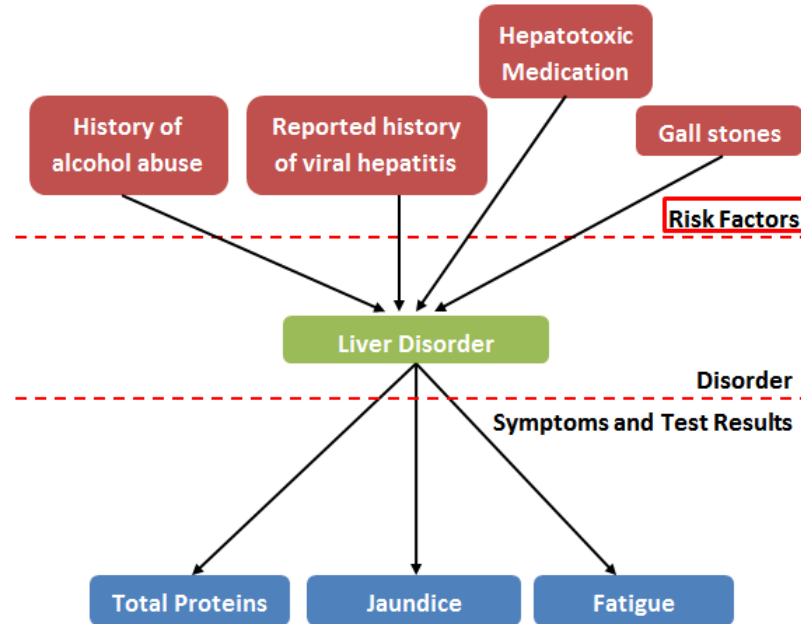 Hepatotoxic
Medication
History of
alcohol abuse
Reported history
of viral hepatitis
Gall stones
Risk Factors
Liver Disorder
Disorder
Symptoms and Test Results
Total Proteins
Jaundice
Fatigue